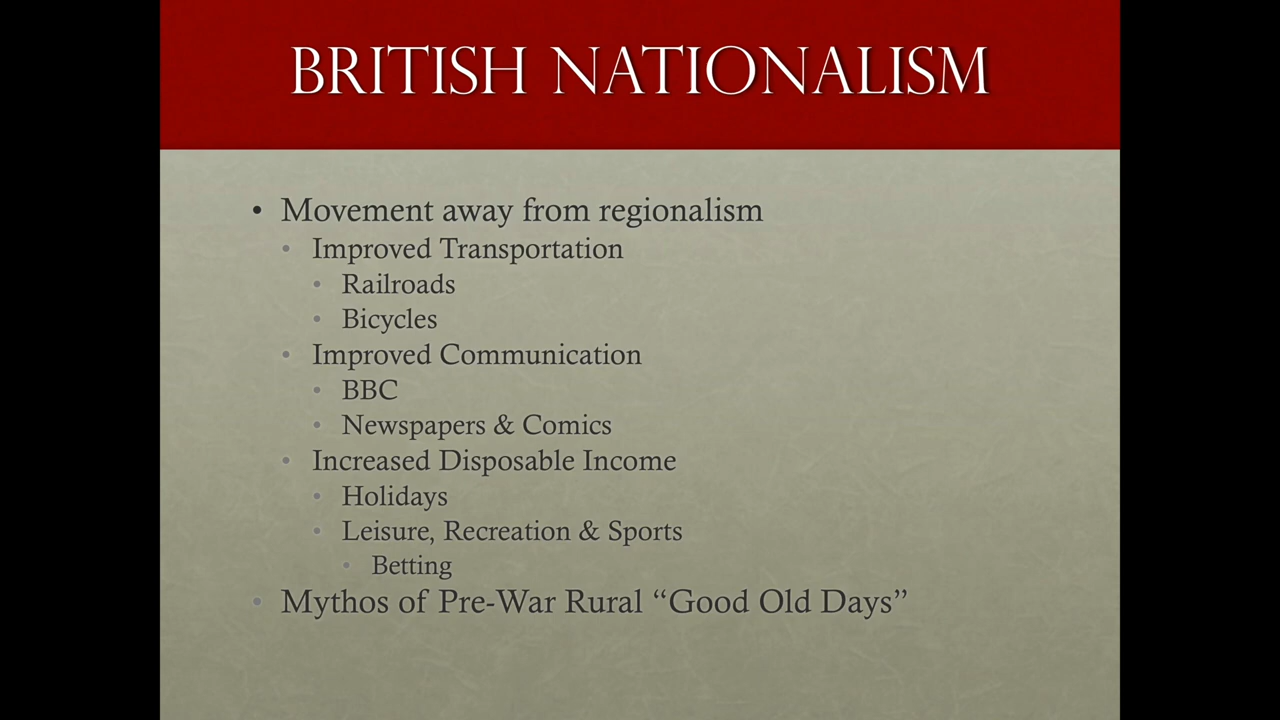 BRITISH NATIONALISM
• Movement away from regionalism
• Improved Transportation
• Railroads
• Bicycles
• Improved Communication
• BBC
• Newspapers & Comics
• Increased Disposable Income
• Holidays
• Leisure, Recreation & Sports
• Betting
• Mythos of Pre-War Rural “Good Old Days”